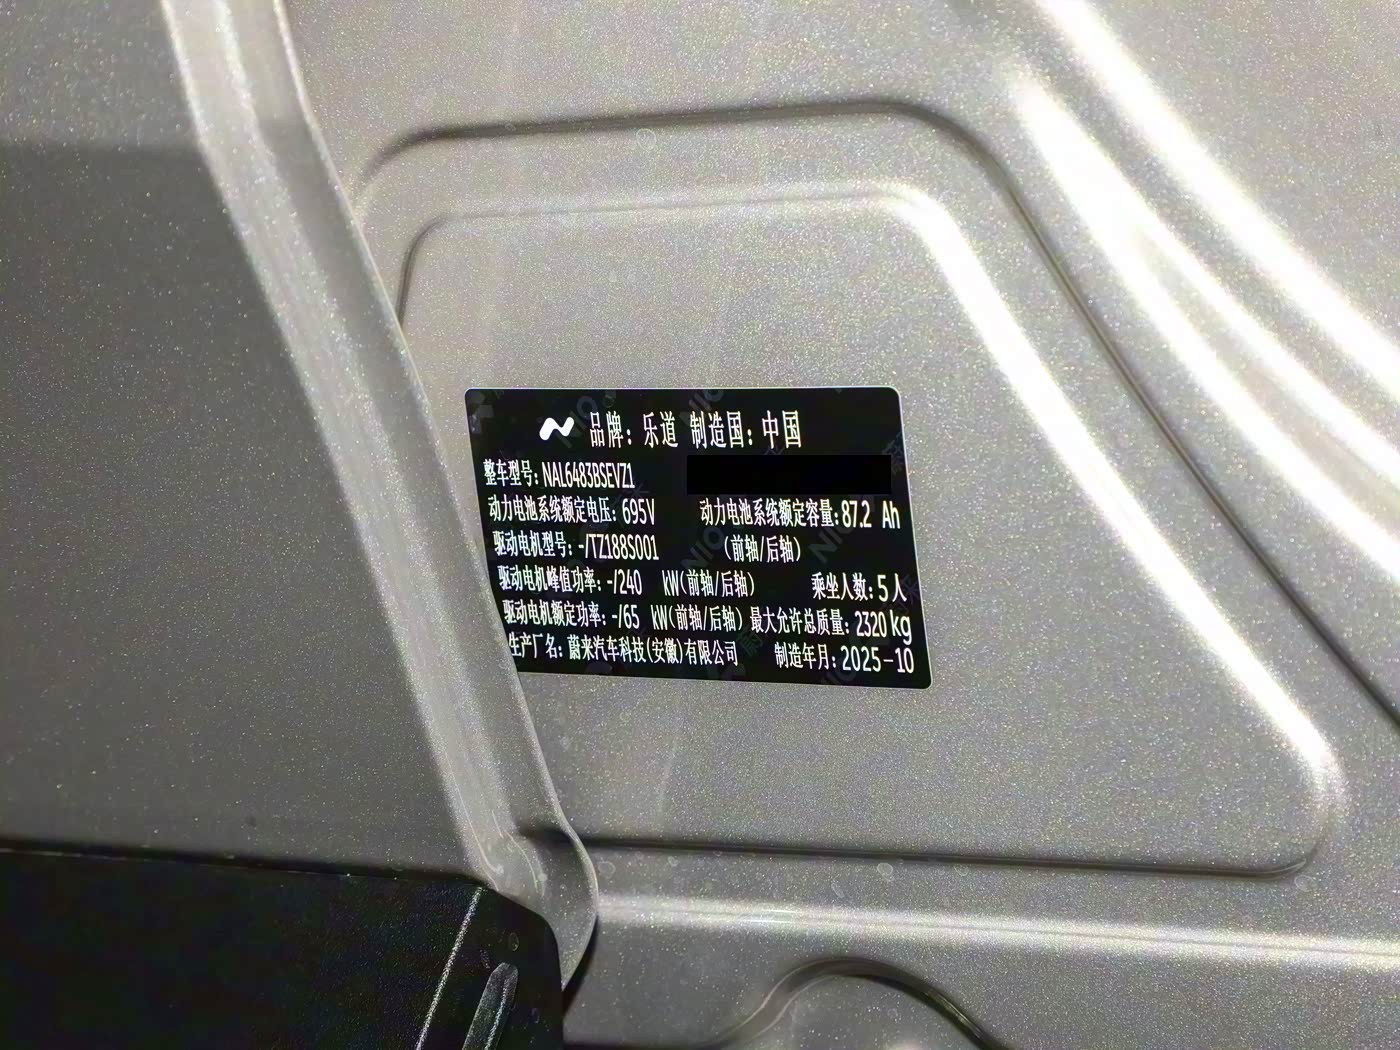 品牌：乐道 制造国：中国
整车型号：NAL6483BSEVZ1
动力电池系统额定电压：695V 动力电池系统额定容量：87.2 Ah
驱动电机型号：-/TZ188S001 （前轴/后轴）
驱动电机峰值功率：-/240 kW（前轴/后轴） 乘坐人数：5人
驱动电机额定功率：-/65 kW（前轴/后轴） 最大允许总质量：2320kg
生产厂名：蔚来汽车科技（安徽）有限公司 制造年月：2025-10